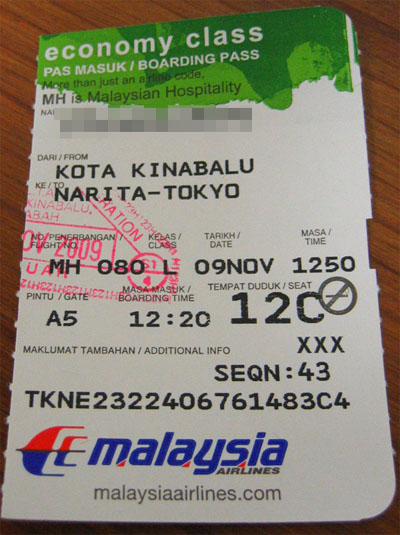 economy class
PAS MASUK / BOARDING PASS
More than just an airline code,
MH is Malaysian Hospitality
DARI / FROM
KOTA KINABALU
KE / TO
NARITA-TOKYO
NO. PENERBANGAN / FLIGHT NO. KELAS / CLASS TARIKH / DATE MASA / TIME
MH 080 L 09NOV 1250
PINTU / GATE MASA MASUK / BOARDING TIME TEMPAT DUDUK / SEAT
A5 12:20 12C
MAKLUMAT TAMBAHAN / ADDITIONAL INFO XXX
SEQN:43
TKNE2322406761483C4
malaysia
AIRLINES
malaysiaairlines.com